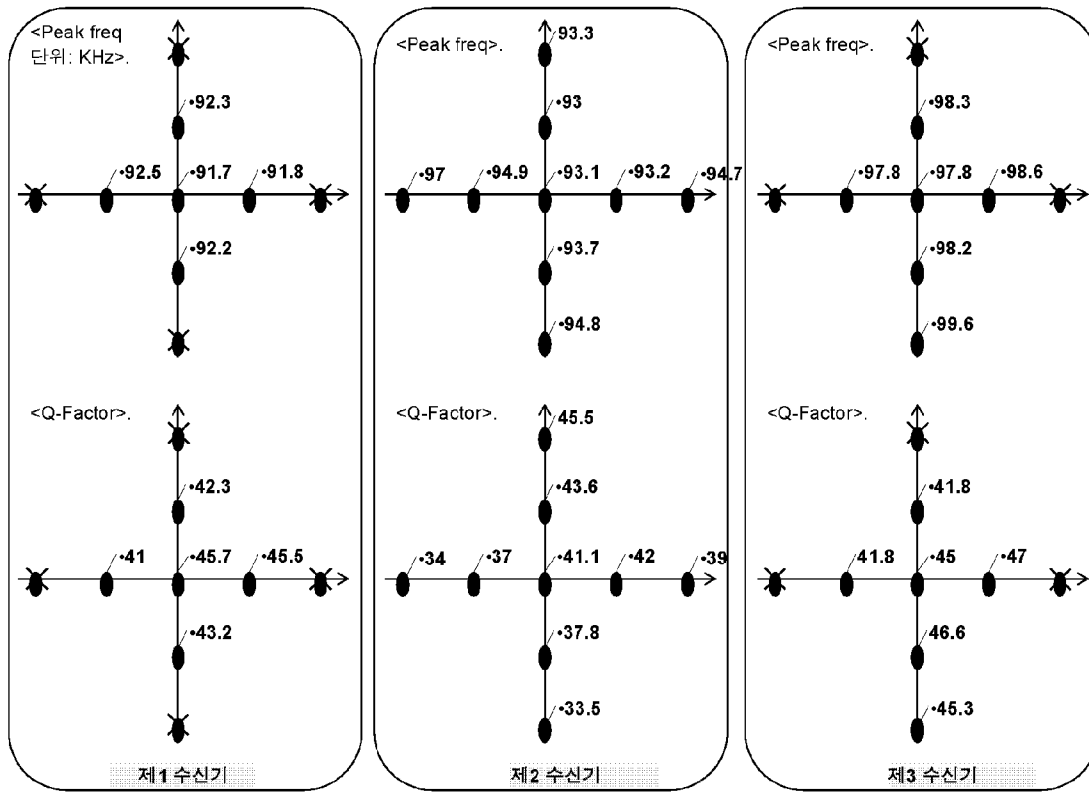 <Peak freq
단위: KHz>.
•92.3
•92.5 •91.7 •91.8
•92.2
<Q-Factor>.
•42.3
•41 •45.7 •45.5
•43.2
제1 수신기
<Peak freq>.
93.3
•93
•97 •94.9 •93.1 •93.2 •94.7
•93.7
•94.8
<Q-Factor>.
45.5
•43.6
•34 •37 •41.1 •42 •39
•37.8
•33.5
제2 수신기
<Peak freq>.
•98.3
•97.8 •97.8 •98.6
•98.2
•99.6
<Q-Factor>.
•41.8
41.8 •45 •47
46.6
•45.3
제3 수신기